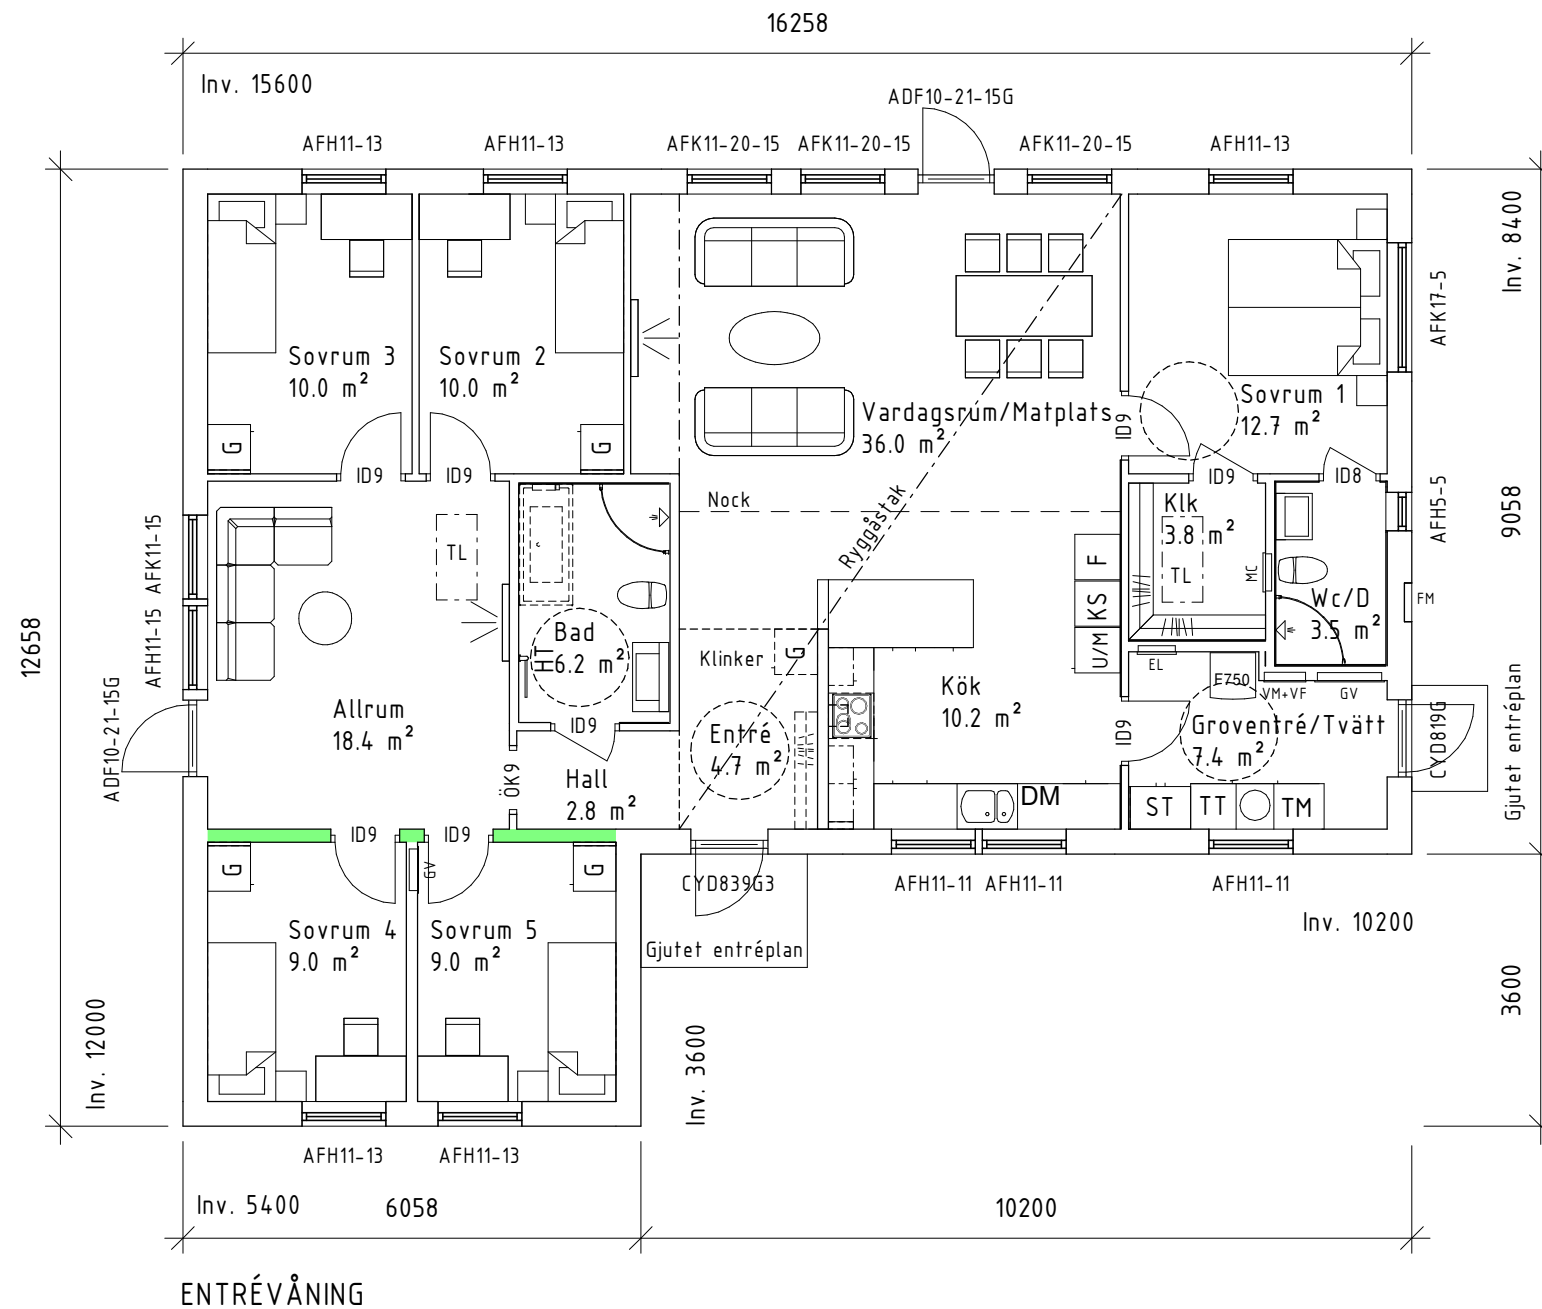 16258
Inv. 15600
ADF10-21-15G
AFH11-13
AFH11-13
AFK11-20-15
AFK11-20-15
AFK11-20-15
AFH11-13
Inv. 8400
AFK17-5
Sovrum 3
10.0 m²
Sovrum 2
10.0 m²
Vardagsrum/Matplats
36.0 m²
ID9
Sovrum 1
12.7 m²
G
G
ID9
ID9
Nock
Ryggåstak
ID9
ID8
Klk
3.8 m²
AFH5-5
9058
AFK11-15
TL
F
KS
U/M
TL
MC
Wc/D
3.5 m²
FM
12658
AFH11-15
HT
Bad
6.2 m²
Klinker
G
EL
F750
VM+VF
GV
Kök
10.2 m²
Allrum
18.4 m²
ID9
Entré
4.7 m²
ID9
Groventré/Tvätt
7.4 m²
CYD819G
Gjutet entréplan
ADF10-21-15G
ÖK9
Hall
2.8 m²
DM
ST
TT
TM
ID9
ID9
G
GV
G
CYD839G3
AFH11-11
AFH11-11
AFH11-11
Inv. 10200
Sovrum 4
9.0 m²
Sovrum 5
9.0 m²
Gjutet entréplan
Inv. 12000
Inv. 3600
3600
AFH11-13
AFH11-13
Inv. 5400
6058
10200
ENTRÉVÅNING